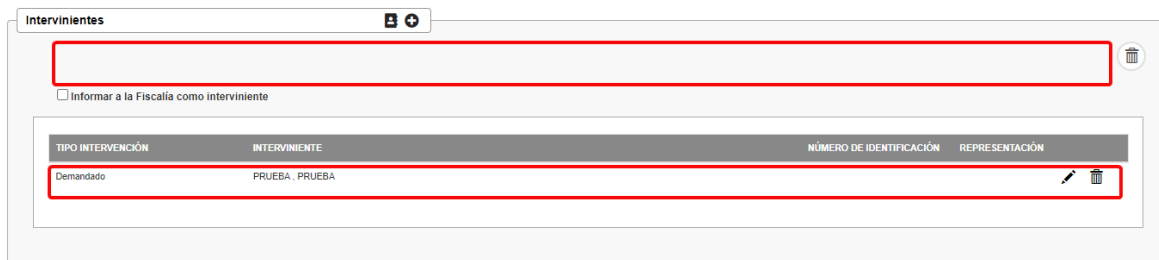 Intervinientes
Informar a la Fiscalía como interviniente
TIPO INTERVENCIÓN INTERVINIENTE NÚMERO DE IDENTIFICACIÓN REPRESENTACIÓN
Demandado PRUEBA , PRUEBA